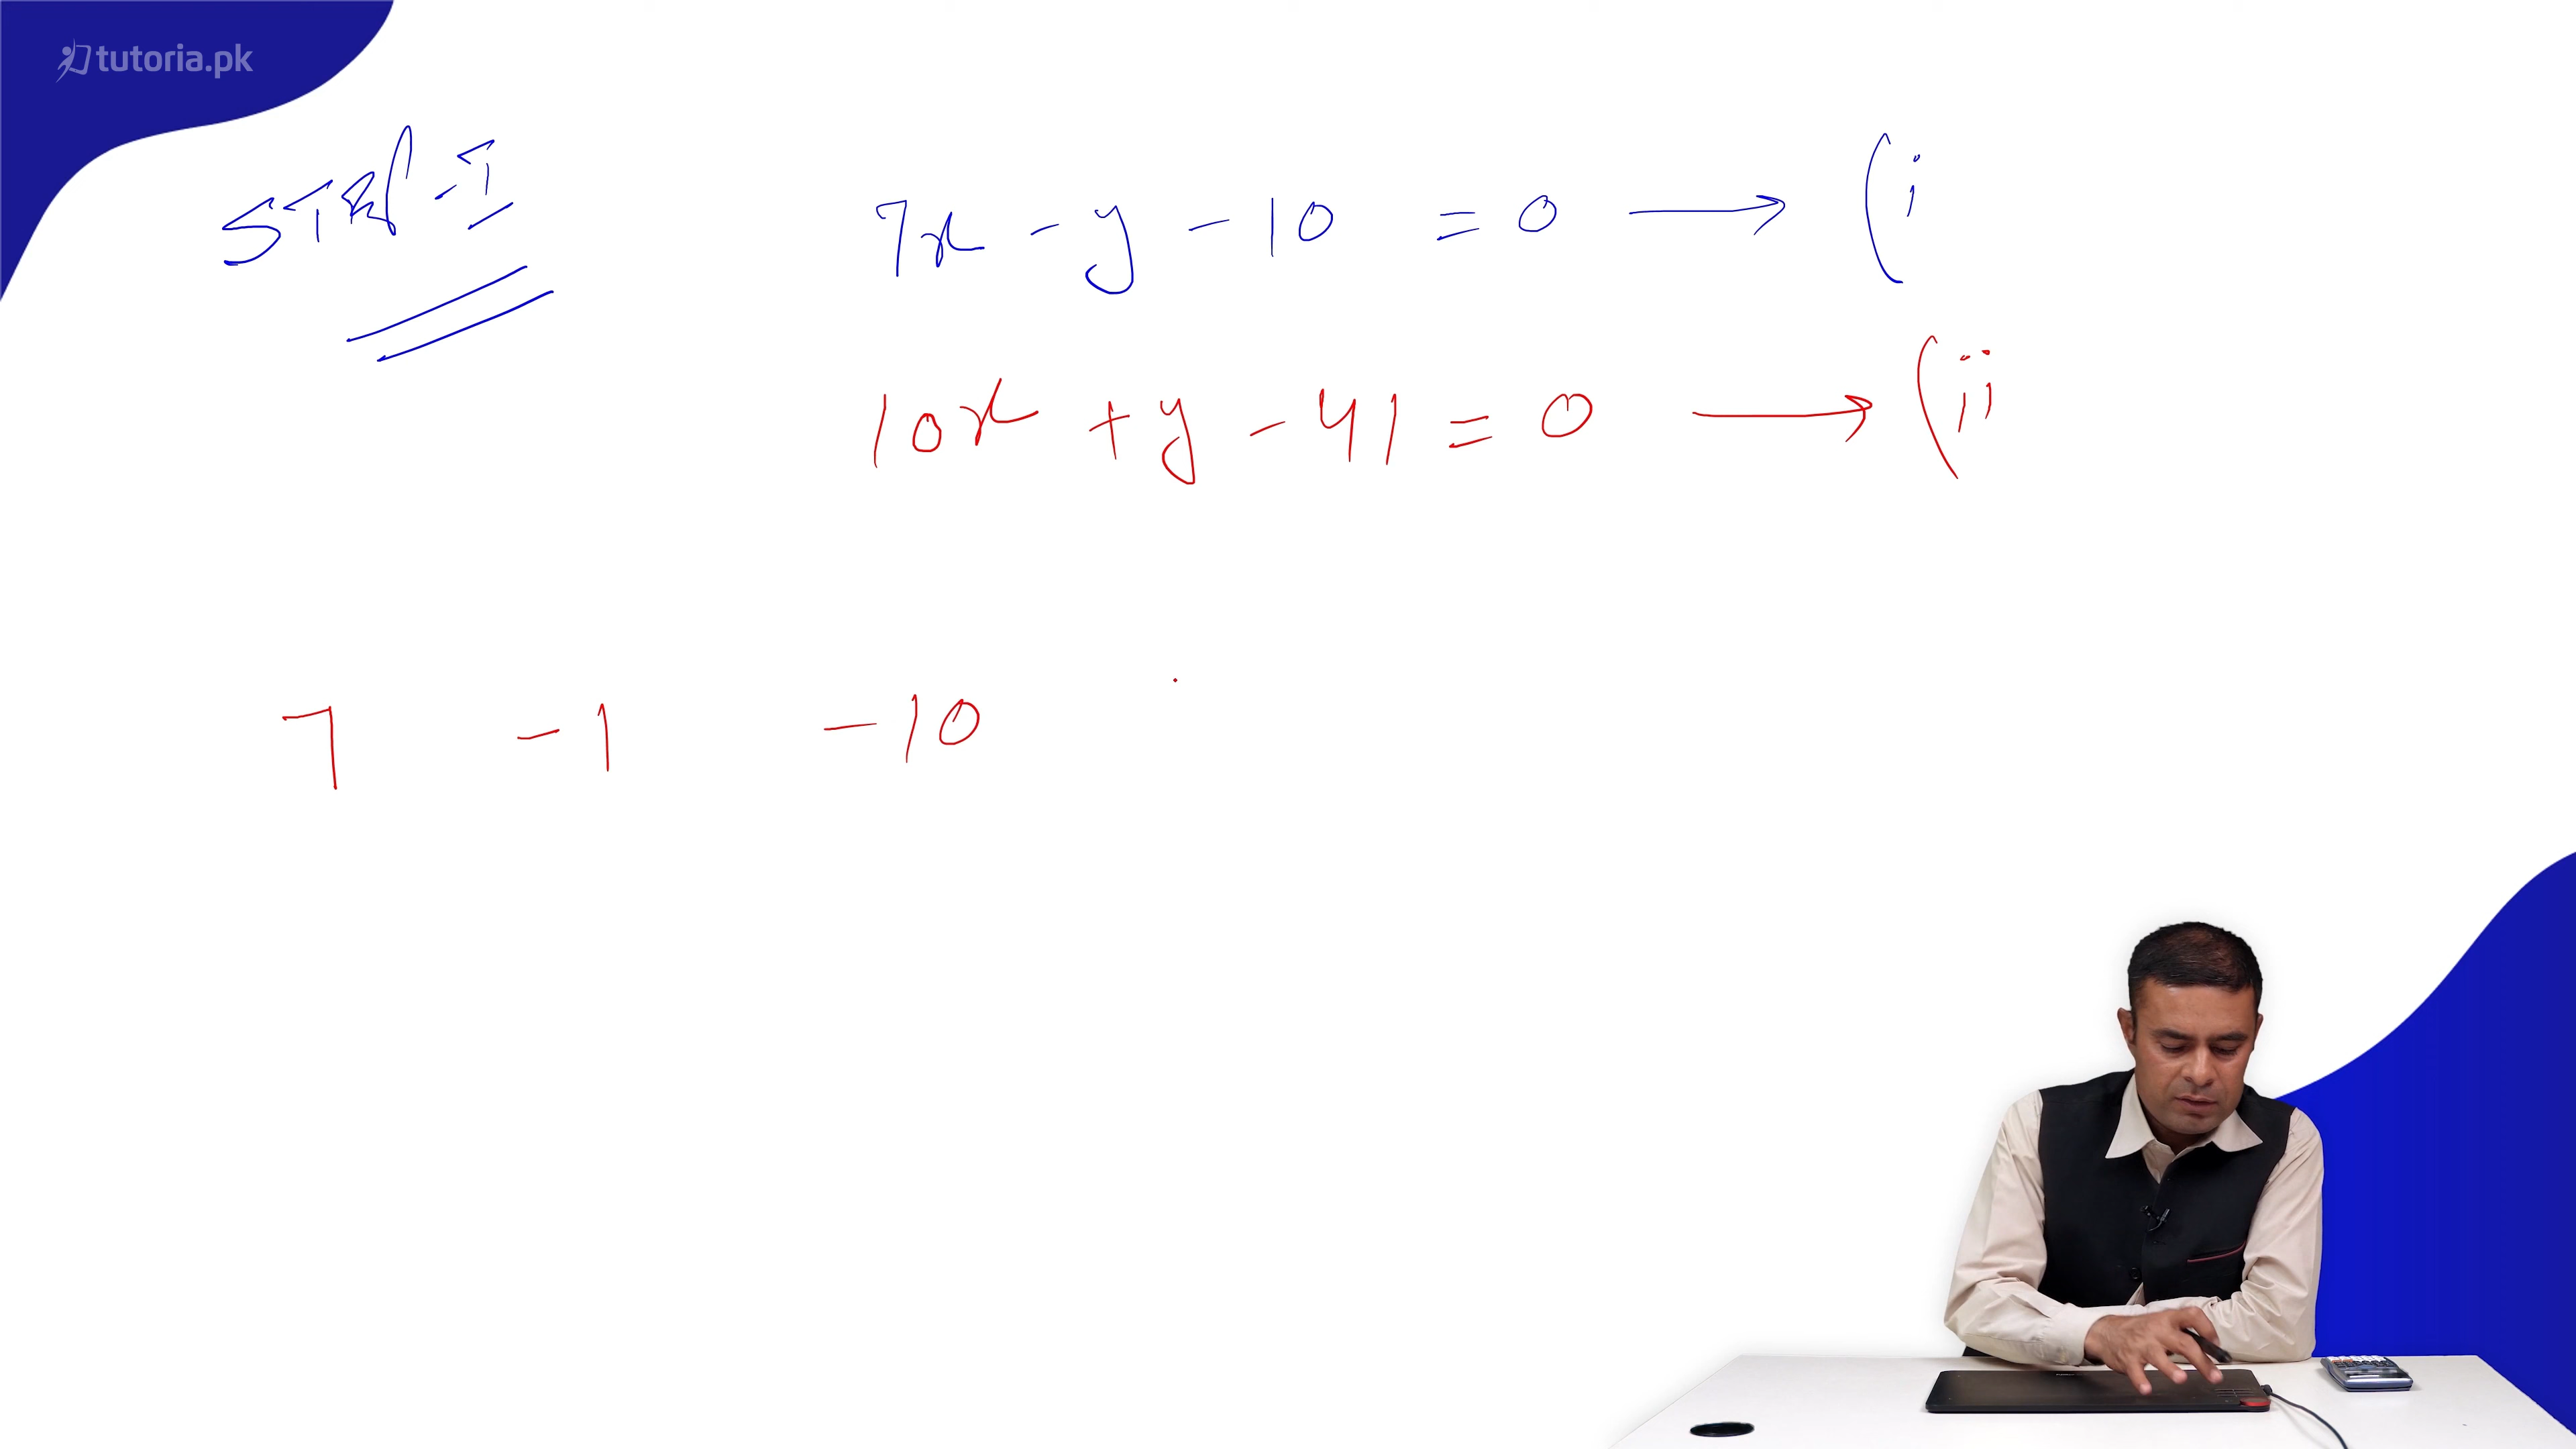 tutoria.pk
STEP-I
7x - y - 10 = 0 → (i
10x + y - 41 = 0 → (ii
7 -1 -10